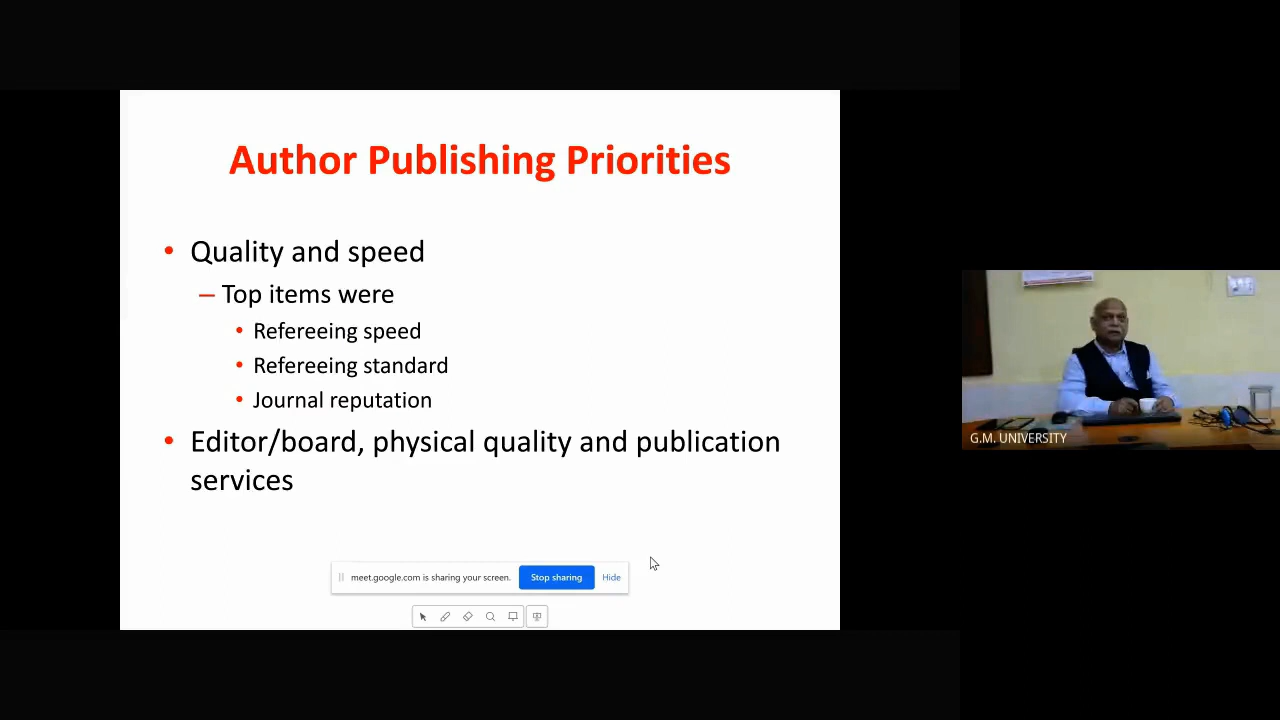 Author Publishing Priorities
• Quality and speed
– Top items were
• Refereeing speed
• Refereeing standard
• Journal reputation
• Editor/board, physical quality and publication
services
meet.google.com is sharing your screen. Stop sharing Hide
G.M. UNIVERSITY